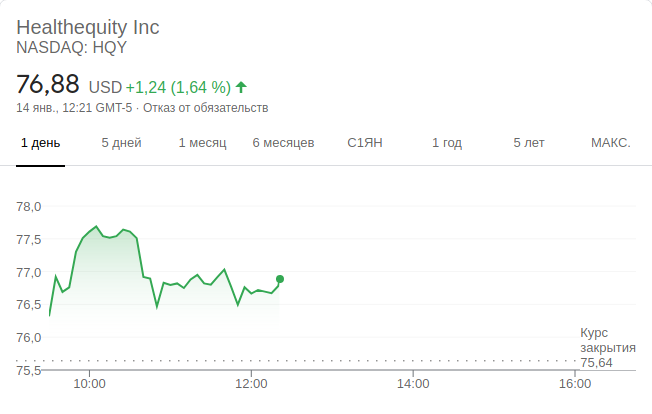 Healthequity Inc
NASDAQ: HQY
76,88 USD +1,24 (1,64 %)
14 янв., 12:21 GMT-5 · Отказ от обязательств
1 день 5 дней 1 месяц 6 месяцев С1ЯН 1 год 5 лет МАКС.
78,0
77,5
77,0
76,5
76,0
Курс
закрытия
75,64
75,5
10:00 12:00 14:00 16:00